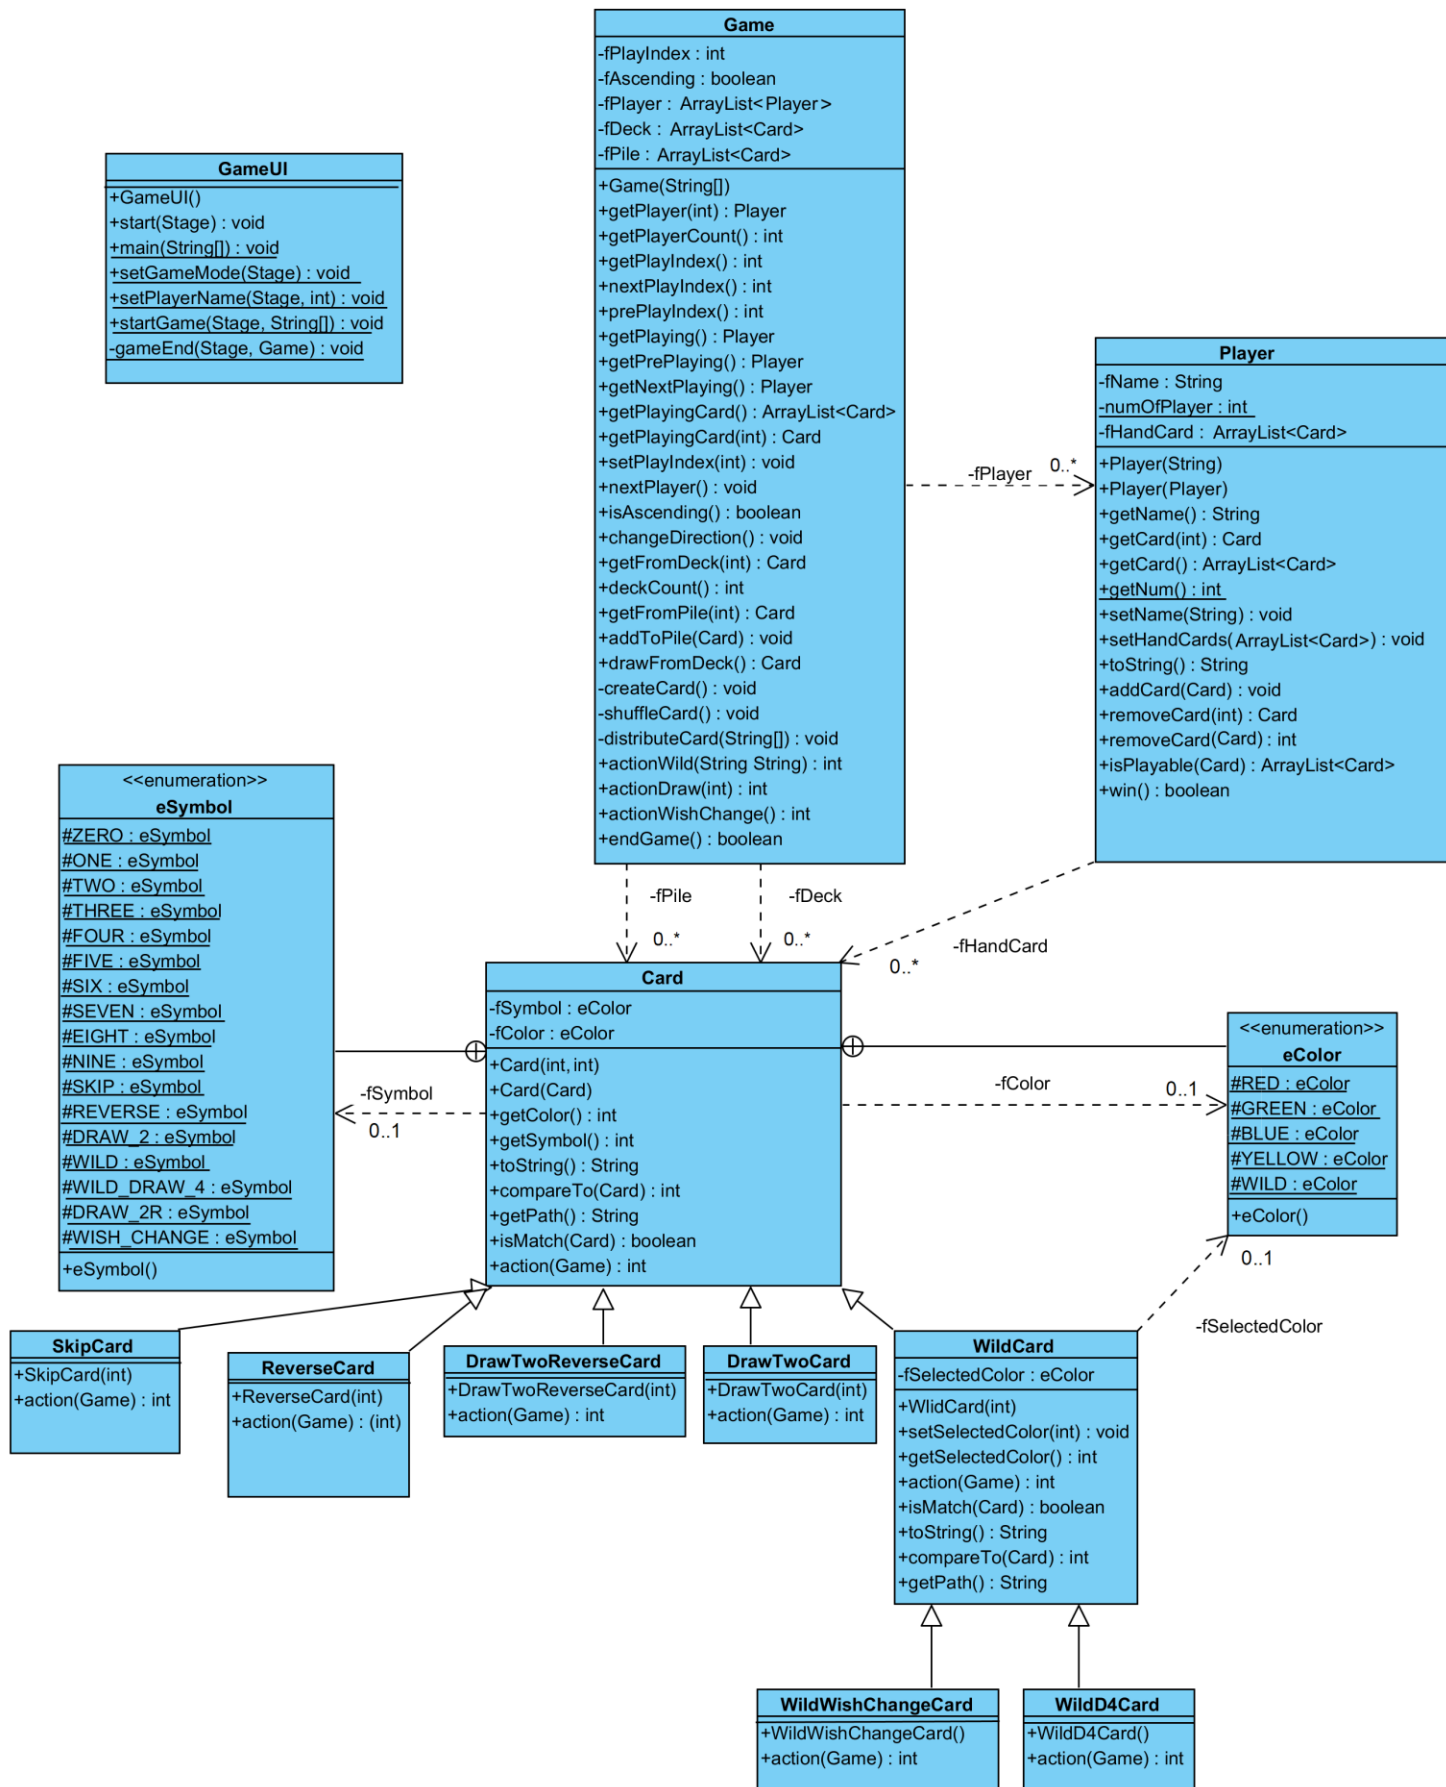 Game
-fPlayIndex : int
-fAscending : boolean
-fPlayer : ArrayList<Player>
-fDeck : ArrayList<Card>
-fPile : ArrayList<Card>
+Game(String[])
+getPlayer(int) : Player
+getPlayerCount() : int
+getPlayIndex() : int
+nextPlayIndex() : int
+prePlayIndex() : int
+getPlaying() : Player
+getPrePlaying() : Player
+getNextPlaying() : Player
+getPlayingCard() : ArrayList<Card>
+getPlayingCard(int) : Card
+setPlayIndex(int) : void
+nextPlayer() : void
+isAscending() : boolean
+changeDirection() : void
+getFromDeck(int) : Card
+deckCount() : int
+getFromPile(int) : Card
+addToPile(Card) : void
+drawFromDeck() : Card
-createCard() : void
-shuffleCard() : void
-distributeCard(String[]) : void
+actionWild(String String) : int
+actionDraw(int) : int
+actionWishChange() : int
+endGame() : boolean
GameUI
+GameUI()
+start(Stage) : void
+main(String[]) : void
+setGameMode(Stage) : void
+setPlayerName(Stage, int) : void
+startGame(Stage, String[]) : void
-gameEnd(Stage, Game) : void
-fPlayer
0..*
Player
-fName : String
-numOfPlayer : int
-fHandCard : ArrayList<Card>
+Player(String)
+Player(Player)
+getName() : String
+getCard(int) : Card
+getCard() : ArrayList<Card>
+getNum() : int
+setName(String) : void
+setHandCards(ArrayList<Card>) : void
+toString() : String
+addCard(Card) : void
+removeCard(int) : Card
+removeCard(Card) : int
+isPlayable(Card) : ArrayList<Card>
+win() : boolean
<<enumeration>>
eSymbol
#ZERO : eSymbol
#ONE : eSymbol
#TWO : eSymbol
#THREE : eSymbol
#FOUR : eSymbol
#FIVE : eSymbol
#SIX : eSymbol
#SEVEN : eSymbol
#EIGHT : eSymbol
#NINE : eSymbol
#SKIP : eSymbol
#REVERSE : eSymbol
#DRAW_2 : eSymbol
#WILD : eSymbol
#WILD_DRAW_4 : eSymbol
#DRAW_2R : eSymbol
#WISH_CHANGE : eSymbol
+eSymbol()
-fPile
0..*
-fDeck
0..*
-fHandCard
0..*
Card
-fSymbol : eColor
-fColor : eColor
+Card(int, int)
+Card(Card)
+getColor() : int
+getSymbol() : int
+toString() : String
+compareTo(Card) : int
+getPath() : String
+isMatch(Card) : boolean
+action(Game) : int
-fSymbol
0..1
-fColor
0..1
<<enumeration>>
eColor
#RED : eColor
#GREEN : eColor
#BLUE : eColor
#YELLOW : eColor
#WILD : eColor
+eColor()
0..1
-fSelectedColor
SkipCard
+SkipCard(int)
+action(Game) : int
ReverseCard
+ReverseCard(int)
+action(Game) : (int)
DrawTwoReverseCard
+DrawTwoReverseCard(int)
+action(Game) : int
DrawTwoCard
+DrawTwoCard(int)
+action(Game) : int
WildCard
-fSelectedColor : eColor
+WlidCard(int)
+setSelectedColor(int) : void
+getSelectedColor() : int
+action(Game) : int
+isMatch(Card) : boolean
+toString() : String
+compareTo(Card) : int
+getPath() : String
WildWishChangeCard
+WildWishChangeCard()
+action(Game) : int
WildD4Card
+WildD4Card()
+action(Game) : int